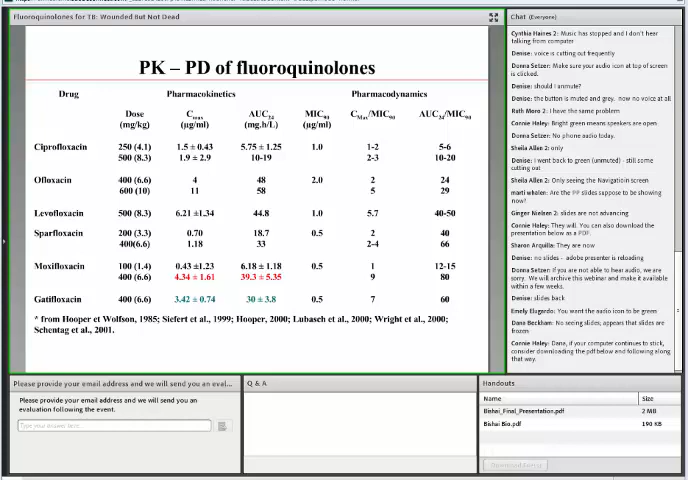 Fluoroquinolones for TB: Wounded But Not Dead
PK – PD of fluoroquinolones
Drug Pharmacokinetics Pharmacodynamics
Dose Cmax AUC24 MIC90 CMax/MIC90 AUC24/MIC90
(mg/kg) (µg/ml) (mg.h/L) (µg/ml)
Ciprofloxacin 250 (4.1) 1.5 ± 0.43 5.75 ± 1.25 1.0 1-2 5-6
500 (8.3) 1.9 ± 2.9 10-19 2-3 10-20
Ofloxacin 400 (6.6) 4 48 2.0 2 24
600 (10) 11 58 5 29
Levofloxacin 500 (8.3) 6.21 ±1.34 44.8 1.0 5.7 40-50
Sparfloxacin 200 (3.3) 0.70 18.7 0.5 2 40
400(6.6) 1.18 33 2-4 66
Moxifloxacin 100 (1.4) 0.43 ±1.23 6.18 ± 1.18 0.5 1 12-15
400 (6.6) 4.34 ± 1.61 39.3 ± 5.35 9 80
Gatifloxacin 400 (6.6) 3.42 ± 0.74 30 ± 3.8 0.5 7 60
* from Hooper et Wolfson, 1985; Siefert et al., 1999; Hooper, 2000; Lubasch et al., 2000; Wright et al., 2000;
Schentag et al., 2001.
Chat (Everyone)
Cynthia Haines 2: Music has stopped and I don't hear
talking from computer
Denise: voice is cutting out frequently
Donna Setzer: Make sure your audio icon at top of screen
is clicked.
Denise: should I unmute?
Denise: the button is muted and grey. now no voice at all
Ruth Moro 2: I have the same problem
Connie Haley: Bright green means speakers are open
Donna Setzer: No phone audio today.
Sheila Allen 2: only
Denise: I went back to green (unmuted) - still some
cutting out
Sheila Allen 2: Only seeing the Navigation screen
marti whalen: Are the PP slides suppose to be showing
now?
Ginger Nielsen 2: slides are not advancing
Connie Haley: They will. You can also download the
presentation below as a PDF.
Sharon Arquilla: They are now
Denise: no slides - adobe presenter is reloading
Donna Setzer: If you are not able to hear audio, we are
sorry. We will archive this webinar and make it available
within a few weeks.
Denise: slides back
Emely Elugardo: You want the audio icon to be green
Dana Beckham: No seeing slides; appears that slides are
frozen
Connie Haley: Dana, if your computer continues to stick,
consider downloading the pdf below and following along
that way.
Please provide your email address and we will send you an eval...
Please provide your email address and we will send you an
evaluation following the event.
Type your answer here...
Q & A
Handouts
Name Size
Bishai_Final_Presentation.pdf 2 MB
Bishai Bio.pdf 190 KB